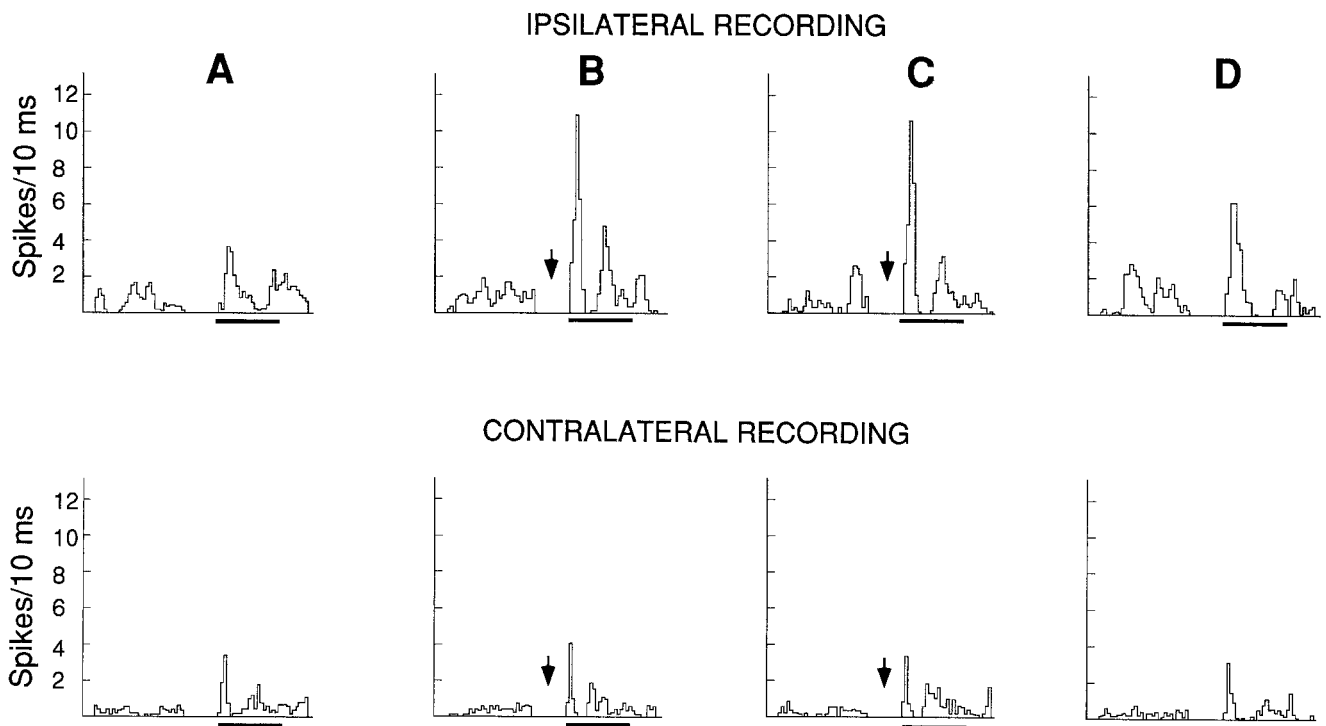 IPSILATERAL RECORDING
A B C D
Spikes/10 ms
12
10
8
6
4
2
CONTRALATERAL RECORDING
Spikes/10 ms
12
10
8
6
4
2